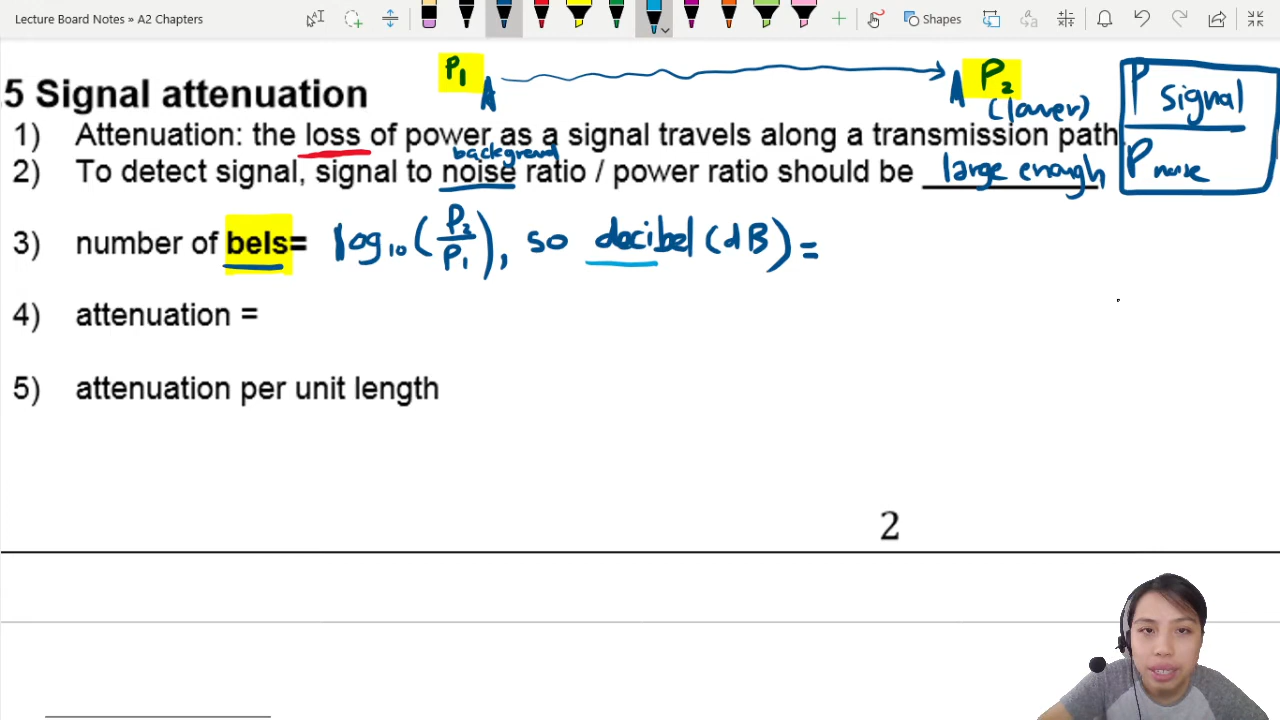 Lecture Board Notes » A2 Chapters
Shapes
P1
P2
(lower)
P signal
P noise
.5 Signal attenuation
1) Attenuation: the loss of power as a signal travels along a transmission path
background
2) To detect signal, signal to noise ratio / power ratio should be large enough
3) number of bels= log10 (P2/P1), so decibel (dB) =
4) attenuation =
5) attenuation per unit length
2